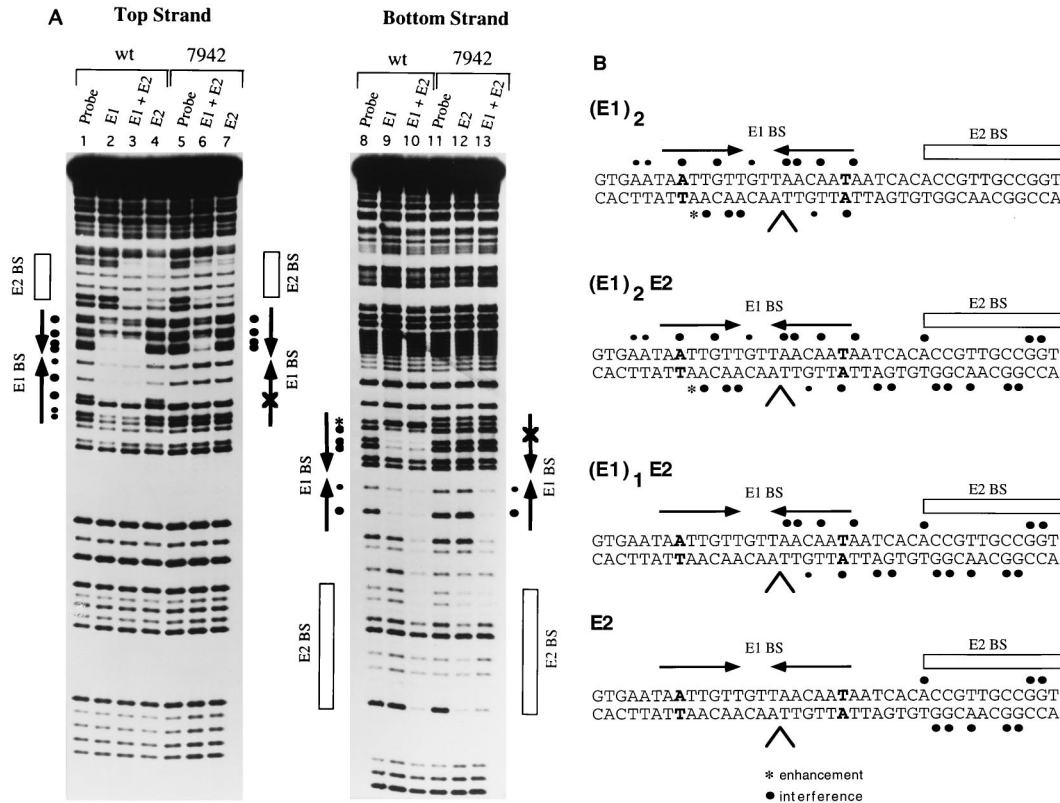 A
Top Strand
wt
7942
Probe
E1
E1 + E2
E2
Probe
E1 + E2
E2
1 2 3 4 5 6 7
E2 BS
E1 BS
E2 BS
E1 BS
Bottom Strand
wt
7942
Probe
E1
E1 + E2
Probe
E2
E1 + E2
8 9 10 11 12 13
*
E1 BS
E2 BS
E1 BS
E2 BS
B
(E1)2
E1 BS
E2 BS
GTGAATAATTGTTGTTAACAATAATCACACCGTTGCCGGT
CACTTATTAACAACAATTGTTATTAGTGTGGCAACGGCCA
*
(E1)2 E2
E1 BS
E2 BS
GTGAATAATTGTTGTTAACAATAATCACACCGTTGCCGGT
CACTTATTAACAACAATTGTTATTAGTGTGGCAACGGCCA
*
(E1)1 E2
E1 BS
E2 BS
GTGAATAATTGTTGTTAACAATAATCACACCGTTGCCGGT
CACTTATTAACAACAATTGTTATTAGTGTGGCAACGGCCA
E2
E1 BS
E2 BS
GTGAATAATTGTTGTTAACAATAATCACACCGTTGCCGGT
CACTTATTAACAACAATTGTTATTAGTGTGGCAACGGCCA
* enhancement
● interference